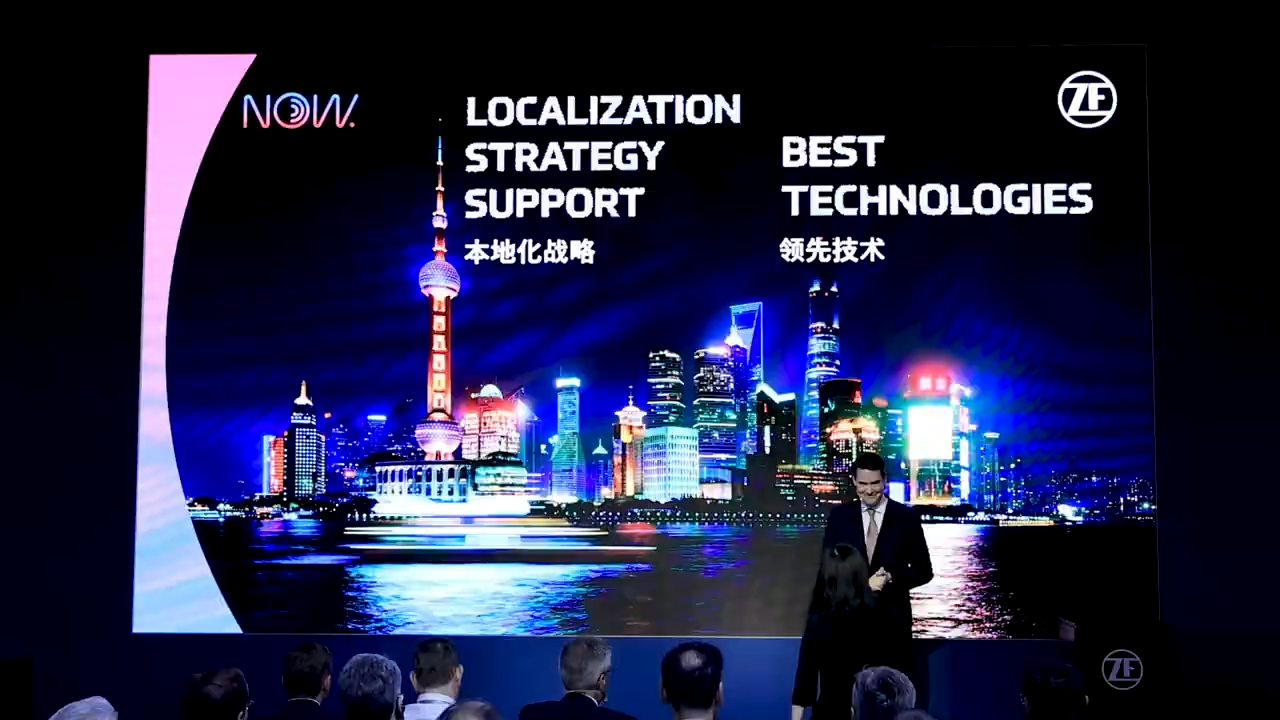 NOW.
LOCALIZATION
STRATEGY
SUPPORT
本地化战略
BEST
TECHNOLOGIES
领先技术
ZF
ZF